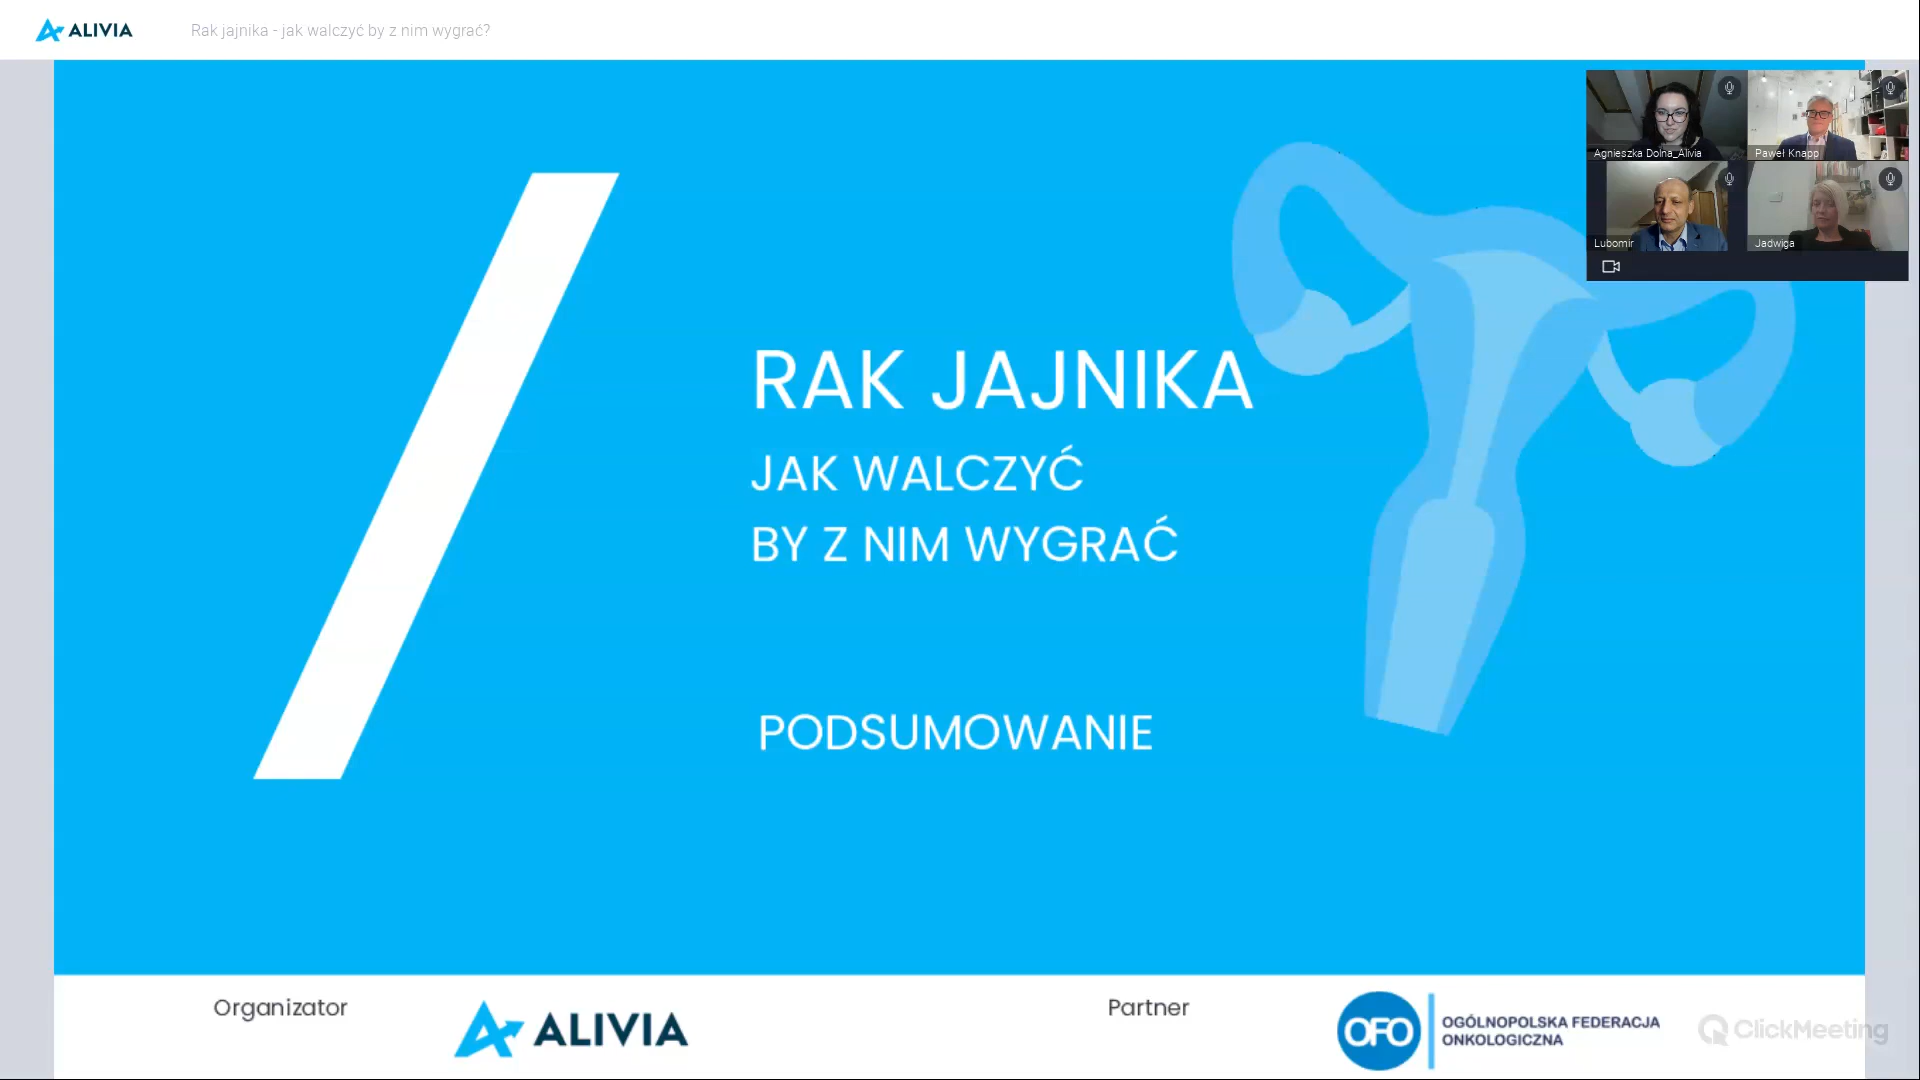 ALIVIA
Rak jajnika - jak walczyć by z nim wygrać?
Agnieszka Dolna_Alivia
Paweł Knapp
Lubomir
Jadwiga
RAK JAJNIKA
JAK WALCZYĆ
BY Z NIM WYGRAĆ
PODSUMOWANIE
Organizator
ALIVIA
Partner
OFO
OGÓLNOPOLSKA FEDERACJA
ONKOLOGICZNA
ClickMeeting